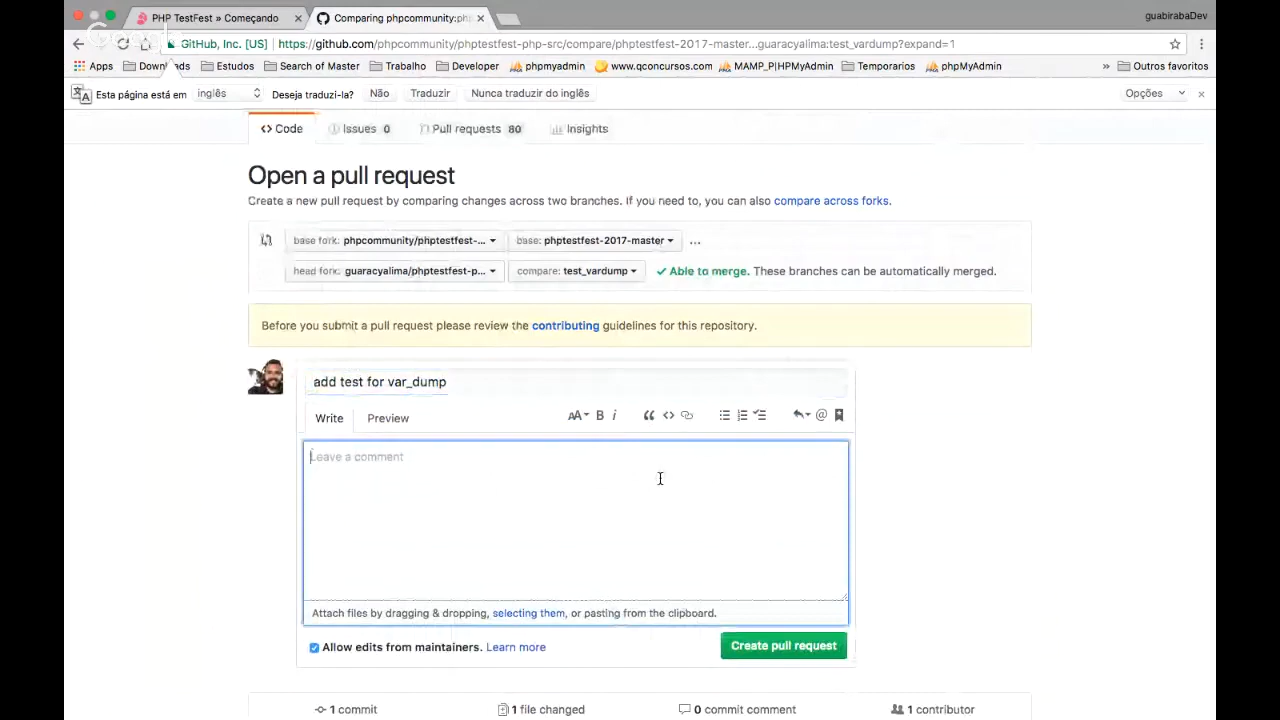 PHP TestFest » Começando
Comparing phpcommunity:ph
guabirabaDev
GitHub, Inc. [US]
https://github.com/phpcommunity/phptestfest-php-src/compare/phptestfest-2017-master...guaracyalima:test_vardump?expand=1
Apps Downloads Estudos Search of Master Trabalho Developer phpmyadmin www.qconcursos.com MAMP_P|HPMyAdmin Temporarios phpMyAdmin » Outros favoritos
Esta página está em inglês Deseja traduzi-la? Não Traduzir Nunca traduzir do inglês Opções
Code Issues 0 Pull requests 80 Insights
Open a pull request
Create a new pull request by comparing changes across two branches. If you need to, you can also compare across forks.
base fork: phpcommunity/phptestfest-... base: phptestfest-2017-master ...
head fork: guaracyalima/phptestfest-p... compare: test_vardump Able to merge. These branches can be automatically merged.
Before you submit a pull request please review the contributing guidelines for this repository.
add test for var_dump
Write Preview AA B i
Leave a comment
Attach files by dragging & dropping, selecting them, or pasting from the clipboard.
Allow edits from maintainers. Learn more Create pull request
1 commit 1 file changed 0 commit comment 1 contributor